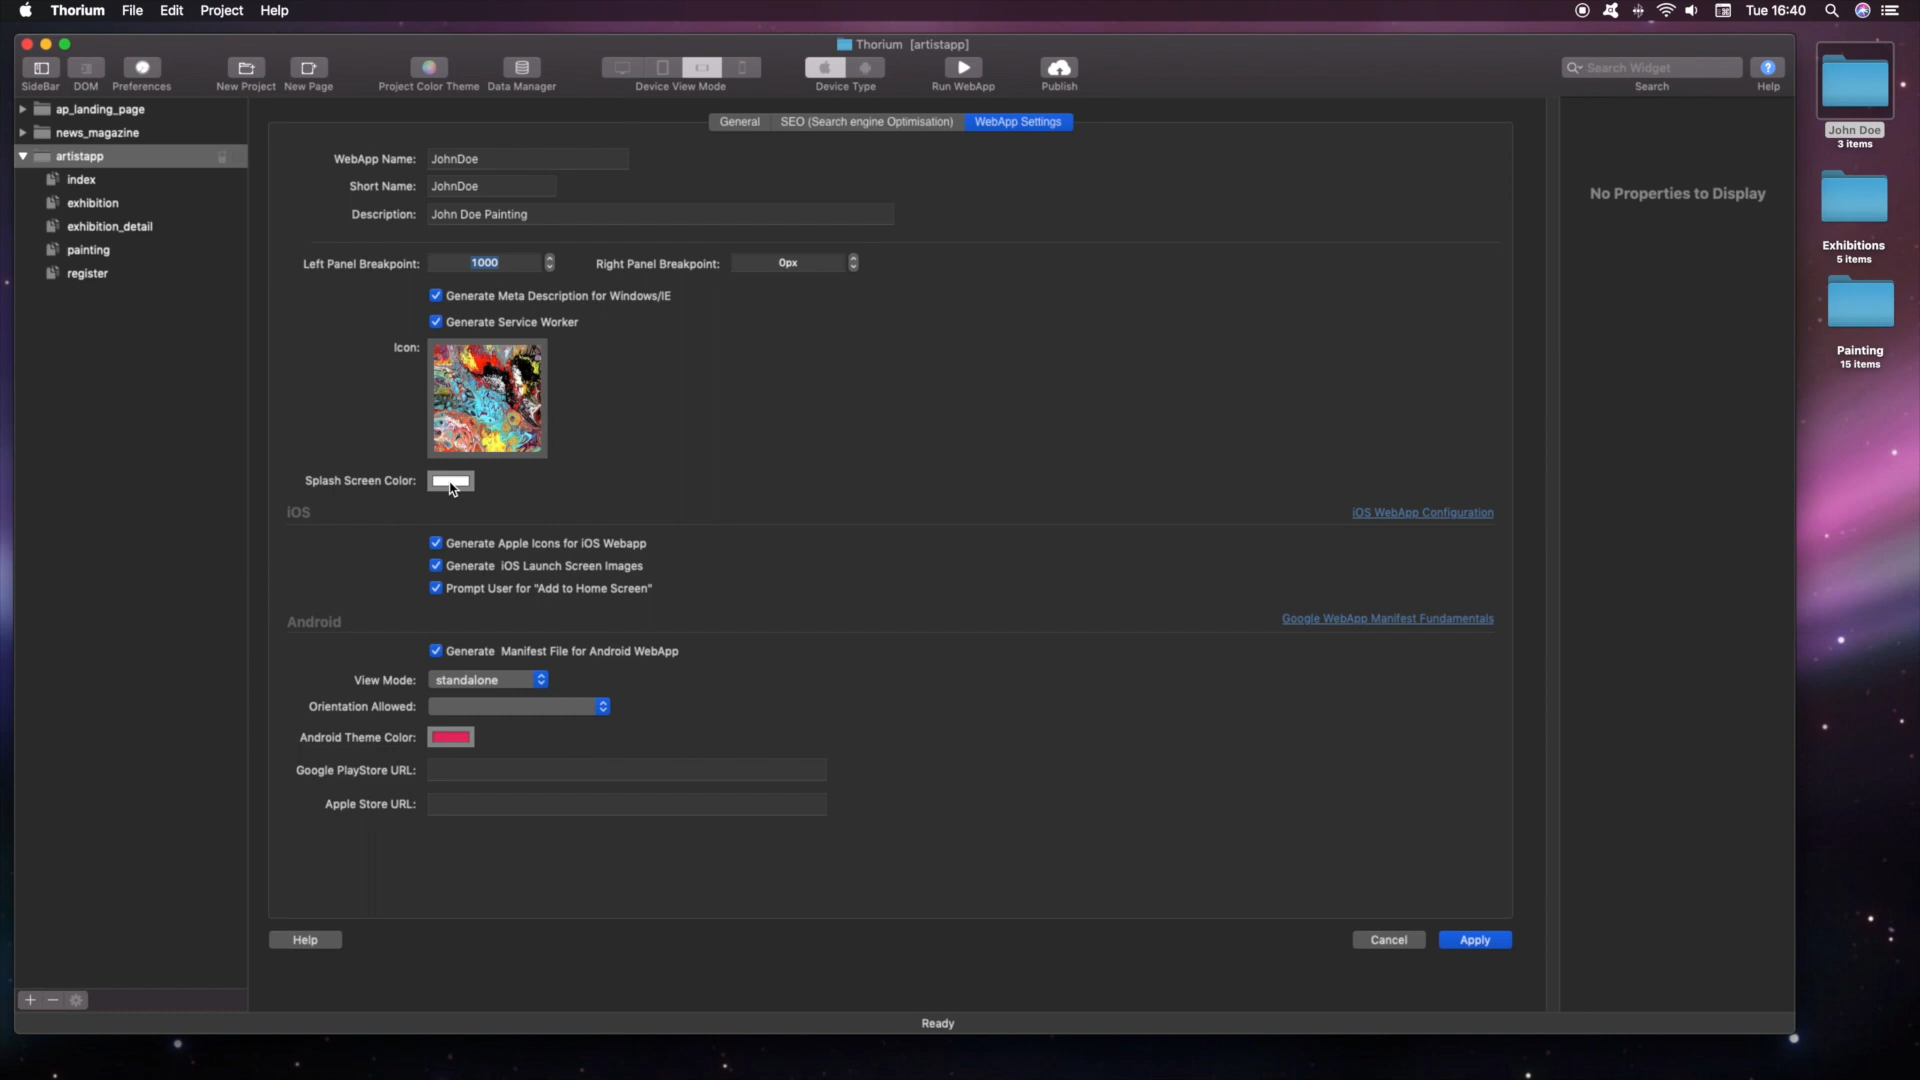 Thorium File Edit Project Help Tue 16:40
Thorium [artistapp]
SideBar DOM Preferences New Project New Page Project Color Theme Data Manager Device View Mode Device Type Run WebApp Publish Search Widget Search Help
ap_landing_page
news_magazine
artistapp
index
exhibition
exhibition_detail
painting
register
General SEO (Search engine Optimisation) WebApp Settings
WebApp Name: JohnDoe
Short Name: JohnDoe
Description: John Doe Painting
Left Panel Breakpoint: 1000 Right Panel Breakpoint: 0px
Generate Meta Description for Windows/IE
Generate Service Worker
Icon:
Splash Screen Color:
iOS iOS WebApp Configuration
Generate Apple Icons for iOS Webapp
Generate iOS Launch Screen Images
Prompt User for "Add to Home Screen"
Android Google WebApp Manifest Fundamentals
Generate Manifest File for Android WebApp
View Mode: standalone
Orientation Allowed:
Android Theme Color:
Google PlayStore URL:
Apple Store URL:
Help Cancel Apply
Ready
No Properties to Display
John Doe
3 items
Exhibitions
5 items
Painting
15 items